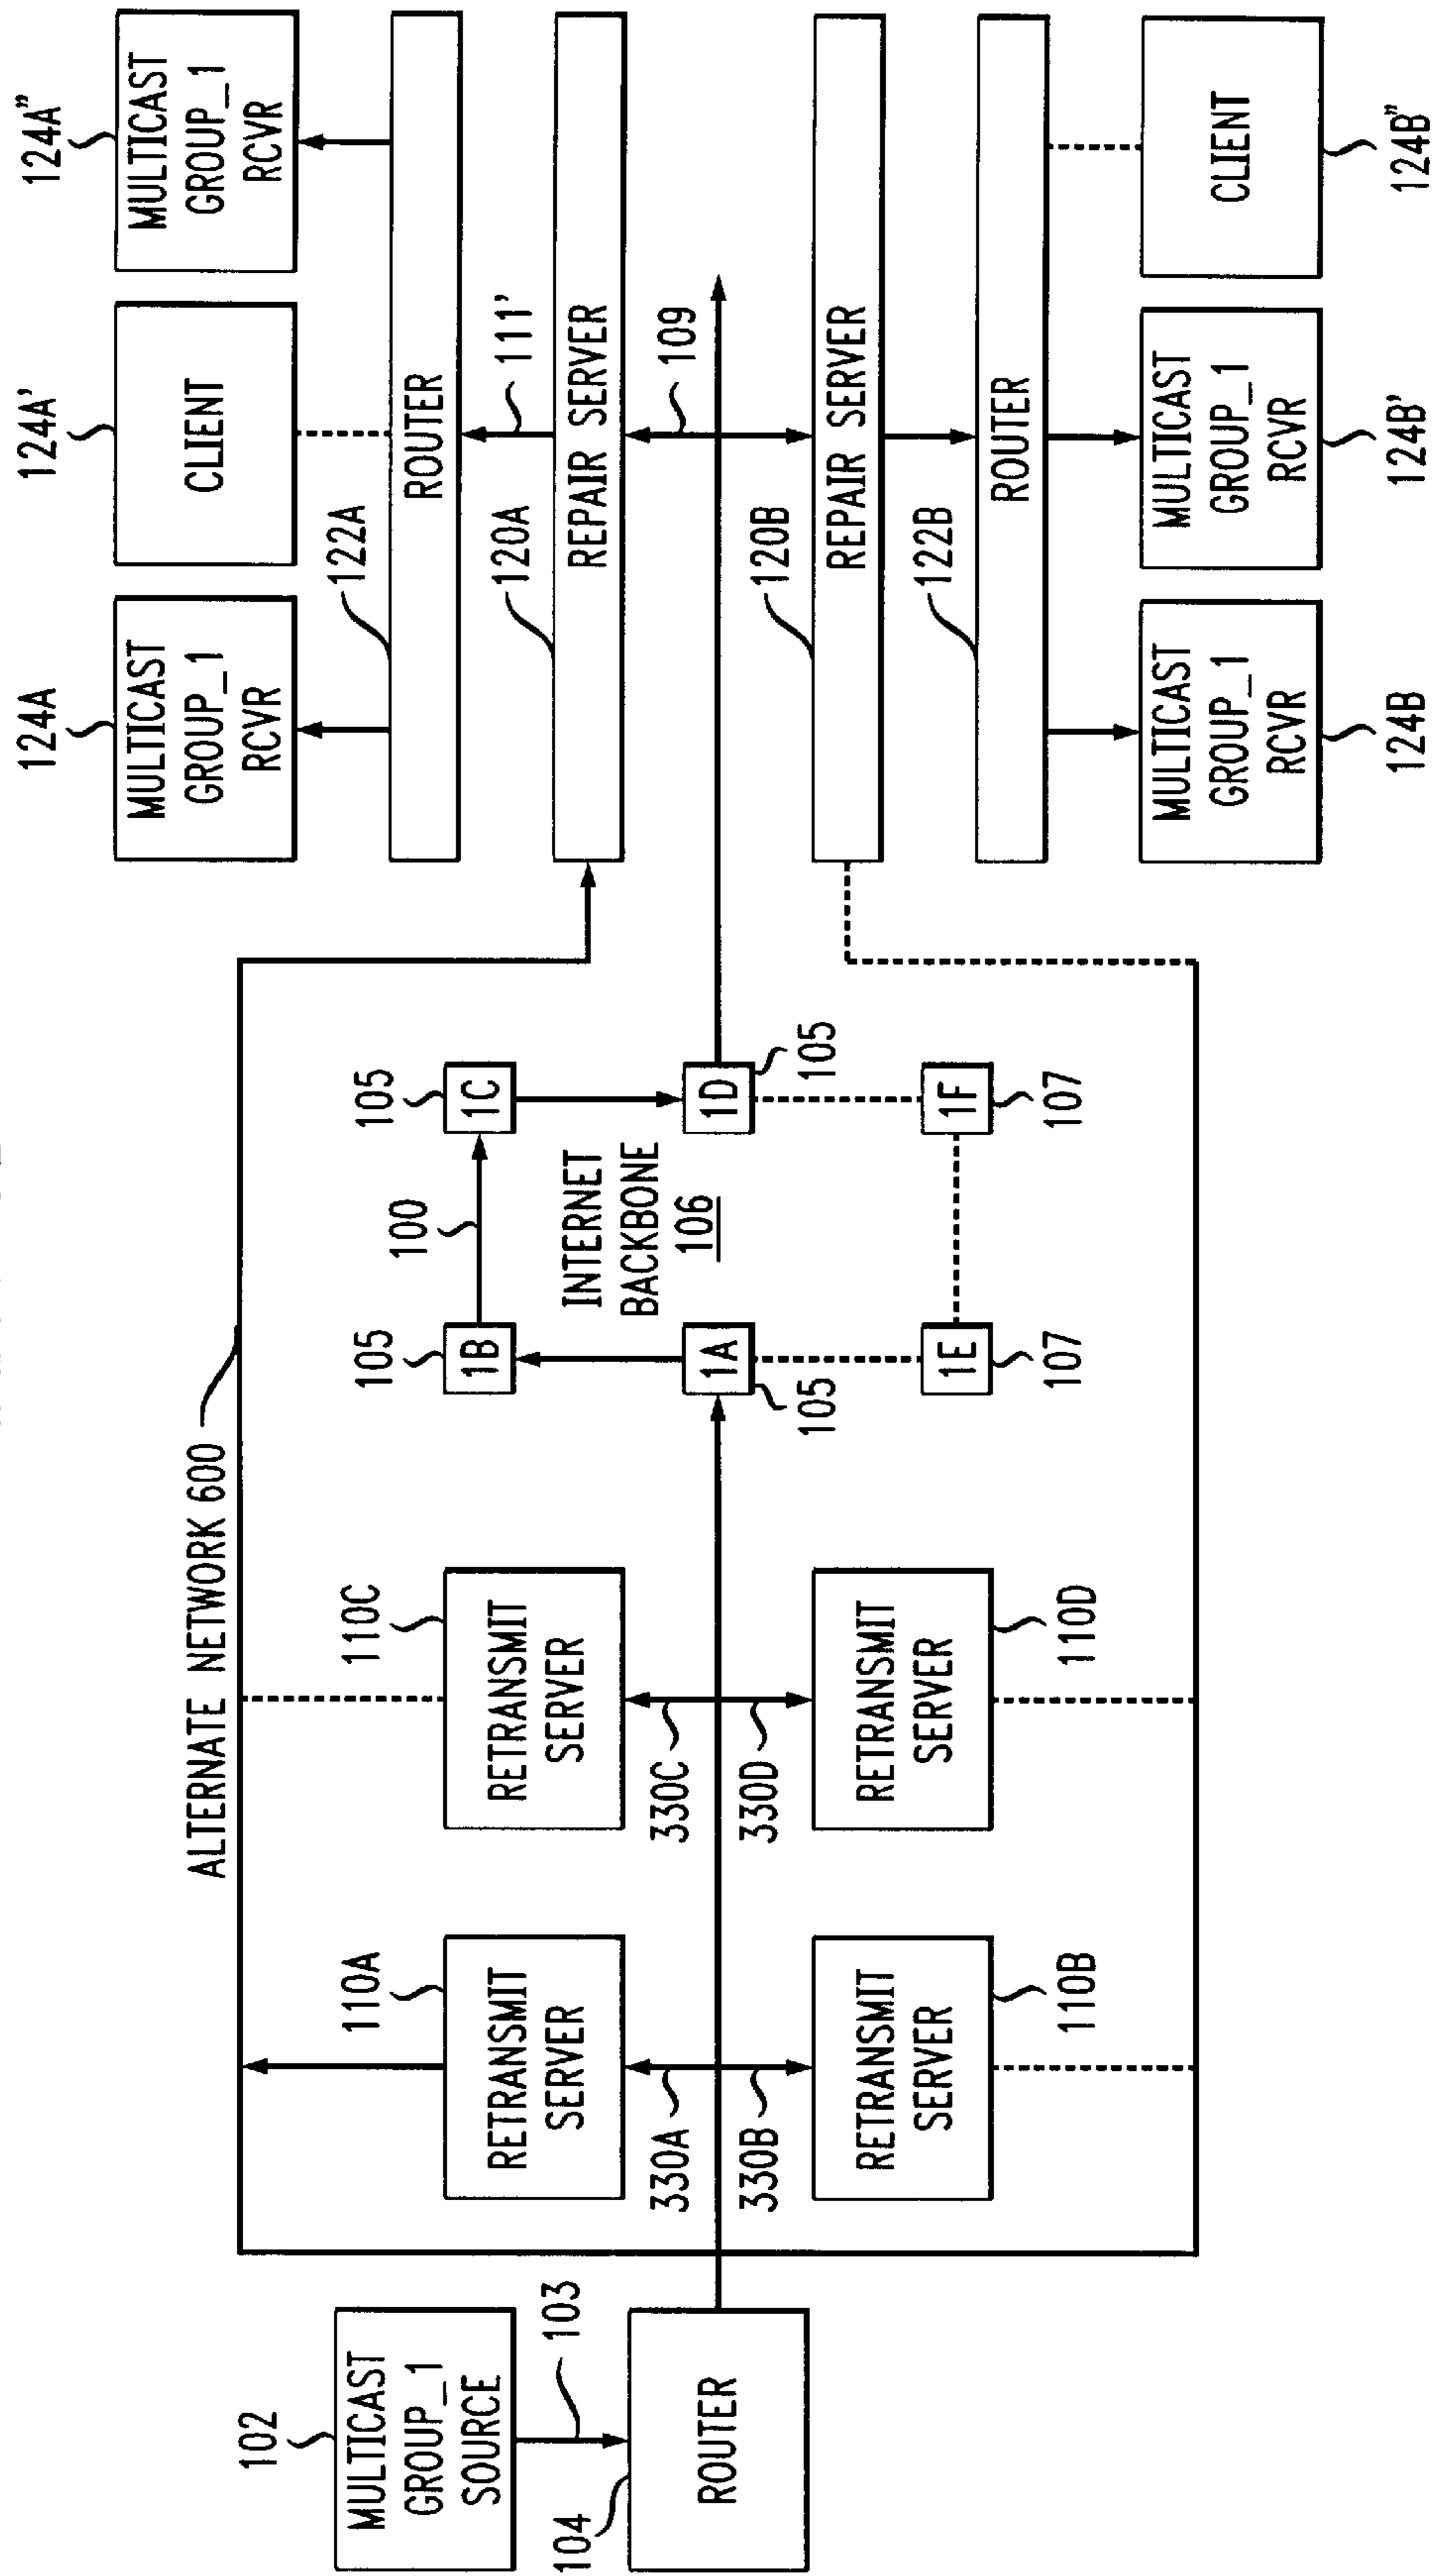 124A
124A'
124A"
MULTICAST
GROUP_1
RCVR
CLIENT
MULTICAST
GROUP_1
RCVR
122A
ROUTER
111'
120A
REPAIR SERVER
109
120B
REPAIR SERVER
122B
ROUTER
MULTICAST
GROUP_1
RCVR
MULTICAST
GROUP_1
RCVR
CLIENT
124B
124B'
124B"
ALTERNATE NETWORK 600
110A
RETRANSMIT
SERVER
110C
RETRANSMIT
SERVER
330A
330C
330B
330D
RETRANSMIT
SERVER
110B
RETRANSMIT
SERVER
110D
105
1B
100
105
1C
INTERNET
BACKBONE
106
1A
105
1D
105
1E
107
1F
107
102
MULTICAST
GROUP_1
SOURCE
103
104
ROUTER